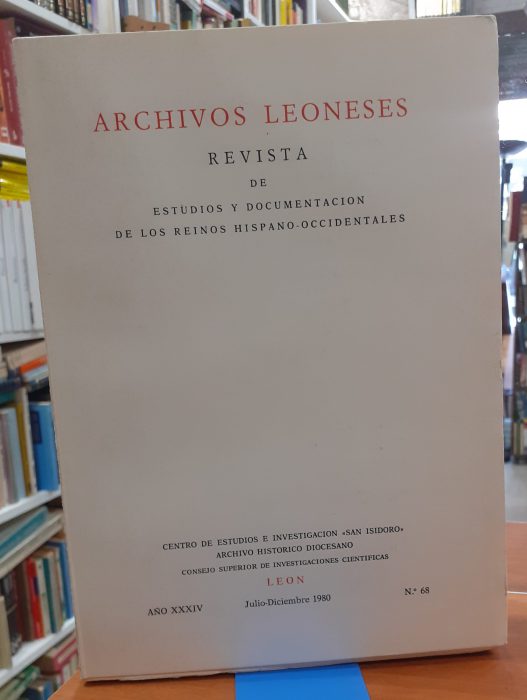 ARCHIVOS LEONESES
REVISTA
DE
ESTUDIOS Y DOCUMENTACION
DE LOS REINOS HISPANO-OCCIDENTALES
CENTRO DE ESTUDIOS E INVESTIGACION «SAN ISIDORO»
ARCHIVO HISTORICO DIOCESANO
CONSEJO SUPERIOR DE INVESTIGACIONES CIENTIFICAS
LEON
AÑO XXXIV Julio-Diciembre 1980 N.º 68